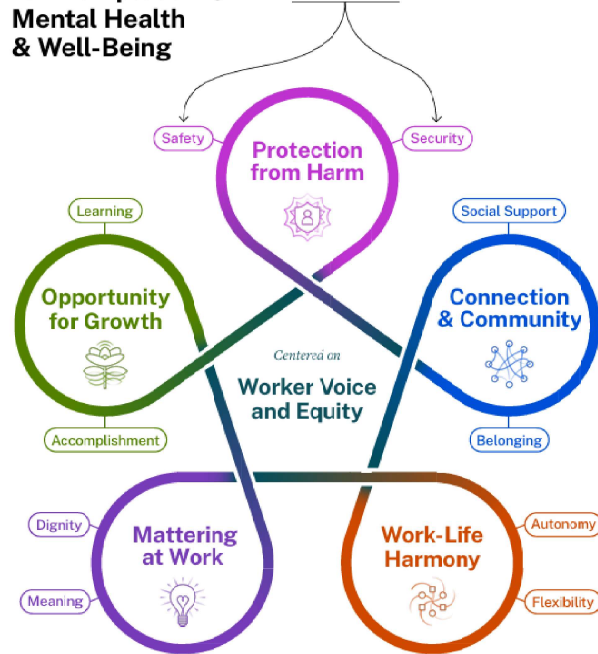 Mental Health
& Well-Being
Safety
Security
Protection
from Harm
Learning
Social Support
Opportunity
for Growth
Connection
& Community
Centered on
Worker Voice
and Equity
Accomplishment
Belonging
Dignity
Autonomy
Mattering
at Work
Work-Life
Harmony
Meaning
Flexibility